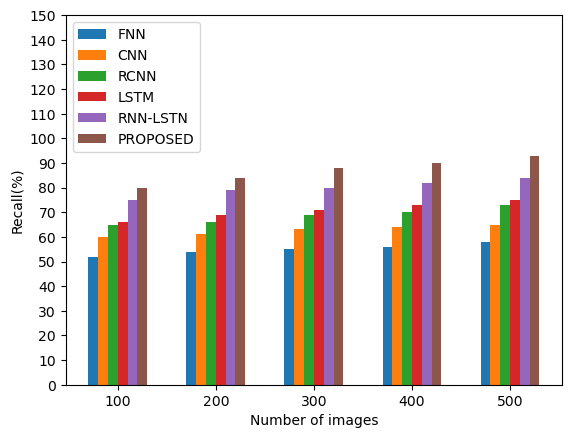 150
140
130
120
110
100
90
80
70
60
50
40
30
20
10
0
Recall(%)
FNN
CNN
RCNN
LSTM
RNN-LSTN
PROPOSED
100 200 300 400 500
Number of images